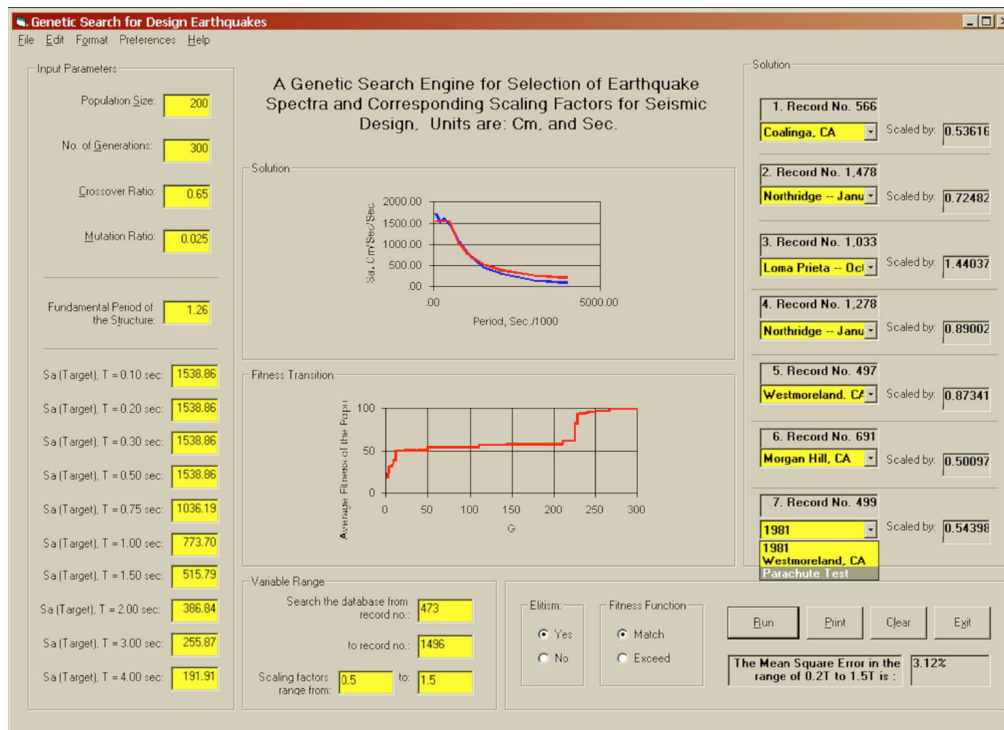 Genetic Search for Design Earthquakes
File Edit Format Preferences Help
Input Parameters
Population Size: 200
No. of Generations: 300
Crossover Ratio: 0.65
Mutation Ratio: 0.025
Fundamental Period of
the Structure: 1.26
Sa (Target), T = 0.10 sec: 1538.86
Sa (Target), T = 0.20 sec: 1538.86
Sa (Target), T = 0.30 sec: 1538.86
Sa (Target), T = 0.50 sec: 1538.86
Sa (Target), T = 0.75 sec: 1036.19
Sa (Target), T = 1.00 sec: 773.70
Sa (Target), T = 1.50 sec: 515.79
Sa (Target), T = 2.00 sec: 386.84
Sa (Target), T = 3.00 sec: 255.87
Sa (Target), T = 4.00 sec: 191.91
A Genetic Search Engine for Selection of Earthquake
Spectra and Corresponding Scaling Factors for Seismic
Design, Units are: Cm, and Sec.
Solution
Sa, Cm/Sec/Sec
2000.00
1500.00
1000.00
500.00
.00
.00 5000.00
Period, Sec./1000
Fitness Transition
Average Fitness of the Popu
100
50
0
0 50 100 150 200 250 300
G
Variable Range
Search the database from
record no.: 473
to record no.: 1496
Scaling factors
range from: 0.5 to: 1.5
Elitism:
Yes
No
Fitness Function
Match
Exceed
Solution
1. Record No. 566
Coalinga, CA Scaled by: 0.53616
2. Record No. 1,478
Northridge -- Janu Scaled by: 0.72482
3. Record No. 1,033
Loma Prieta -- Oct Scaled by: 1.44037
4. Record No. 1,278
Northridge -- Janu Scaled by: 0.89002
5. Record No. 497
Westmoreland, CA Scaled by: 0.87341
6. Record No. 691
Morgan Hill, CA Scaled by: 0.50097
7. Record No. 499
1981 Scaled by: 0.54398
1981
Westmoreland, CA
Parachute Test
Run Print Clear Exit
The Mean Square Error in the
range of 0.2T to 1.5T is : 3.12%